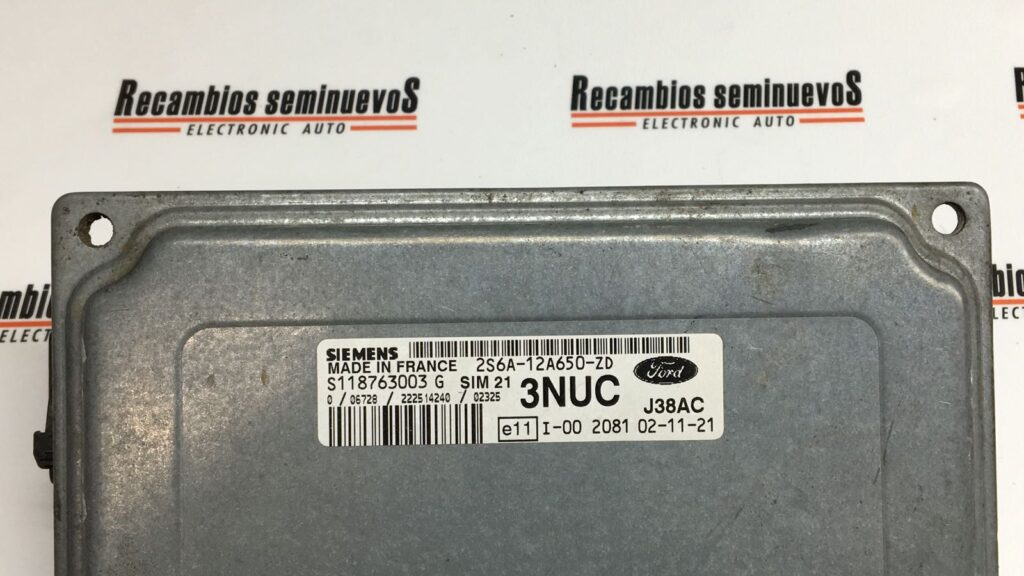 Recambios seminuevoS
ELECTRONIC AUTO
Recambios seminuevoS
ELECTRONIC AUTO
SIEMENS
MADE IN FRANCE 2S6A-12A650-ZD
S118763003 G SIM 21
0 / 06728 / 222514240 / 02325
3NUC
Ford
J38AC
e11 I-00 2081 02-11-21